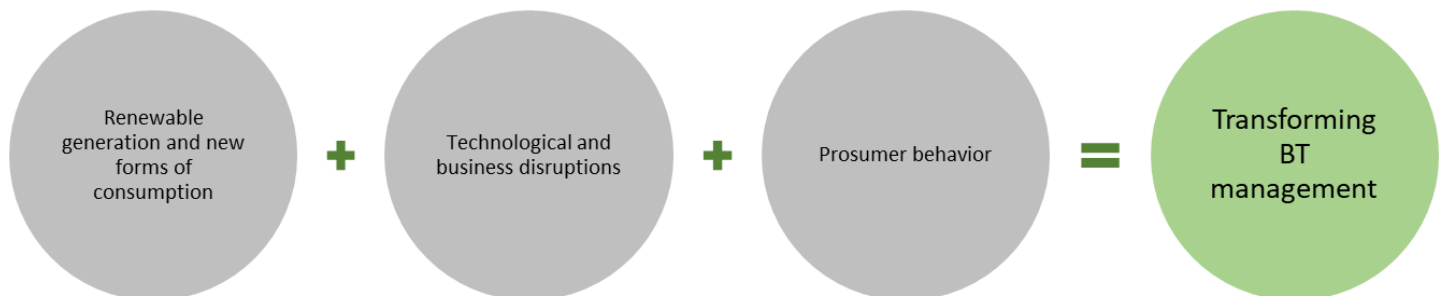 Renewable
generation and new
forms of
consumption
+
Technological and
business disruptions
+
Prosumer behavior
=
Transforming
BT
management